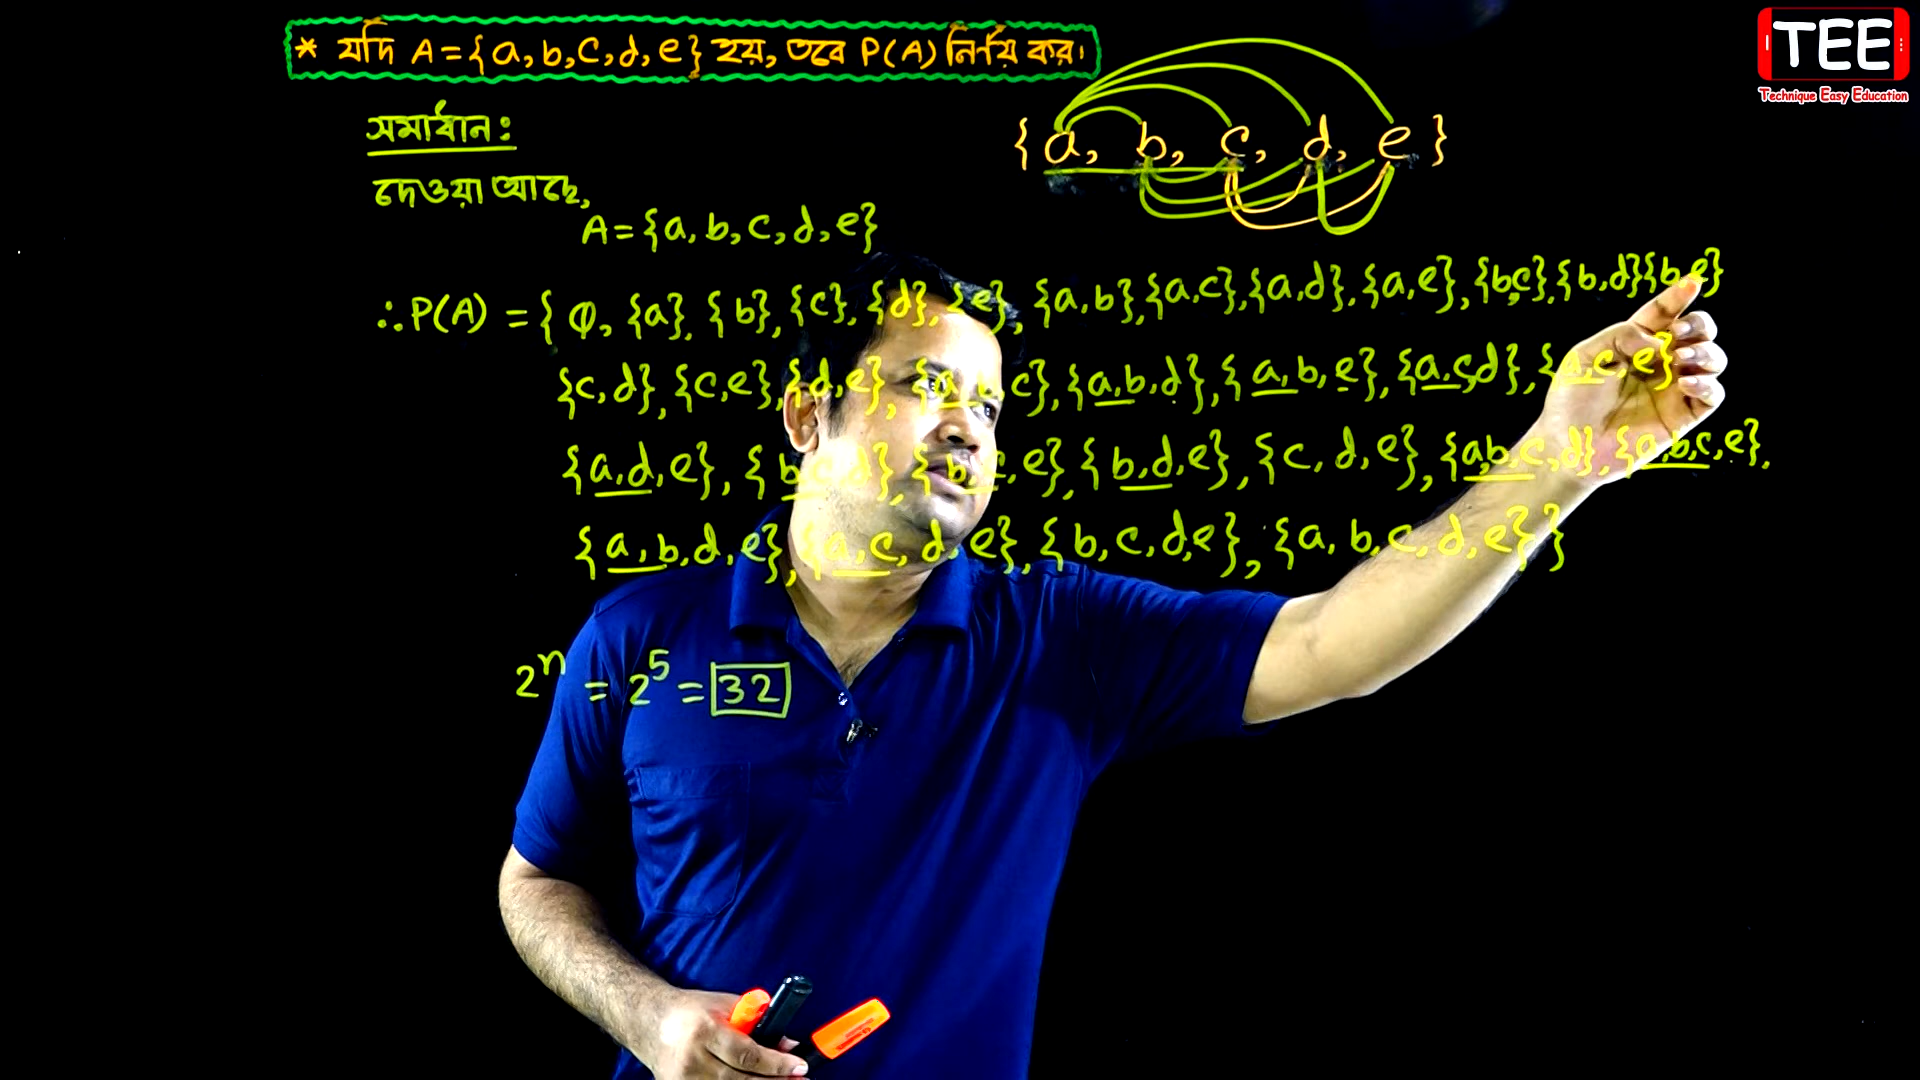 * যদি A={a,b,c,d,e} হয়, তবে P(A) নির্ণয় কর।
TEE
Technique Easy Education
সমাধান:
{a, b, c, d, e}
দেওয়া আছে,
A={a,b,c,d,e}
∴P(A) = { φ, {a}, {b}, {c}, {d}, {e}, {a,b}, {a,c}, {a,d}, {a,e}, {b,c}, {b,d} {b,e}
{c,d}, {c,e}, {d,e}, {a,b,c}, {a,b,d}, {a,b,e}, {a,c,d}, {a,c,e}
{a,d,e}, {b,c,d}, {b,c,e}, {b,d,e}, {c,d,e}, {a,b,c,d}, {a,b,c,e},
{a,b,d,e}, {a,c,d,e}, {b,c,d,e}, {a,b,c,d,e} }
2ⁿ = 2⁵ = 32